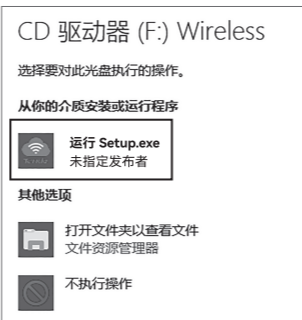 CD 驱动器 (F:) Wireless
选择要对此光盘执行的操作。
从你的介质安装或运行程序
运行 Setup.exe
未指定发布者
其他选项
打开文件夹以查看文件
文件资源管理器
不执行操作